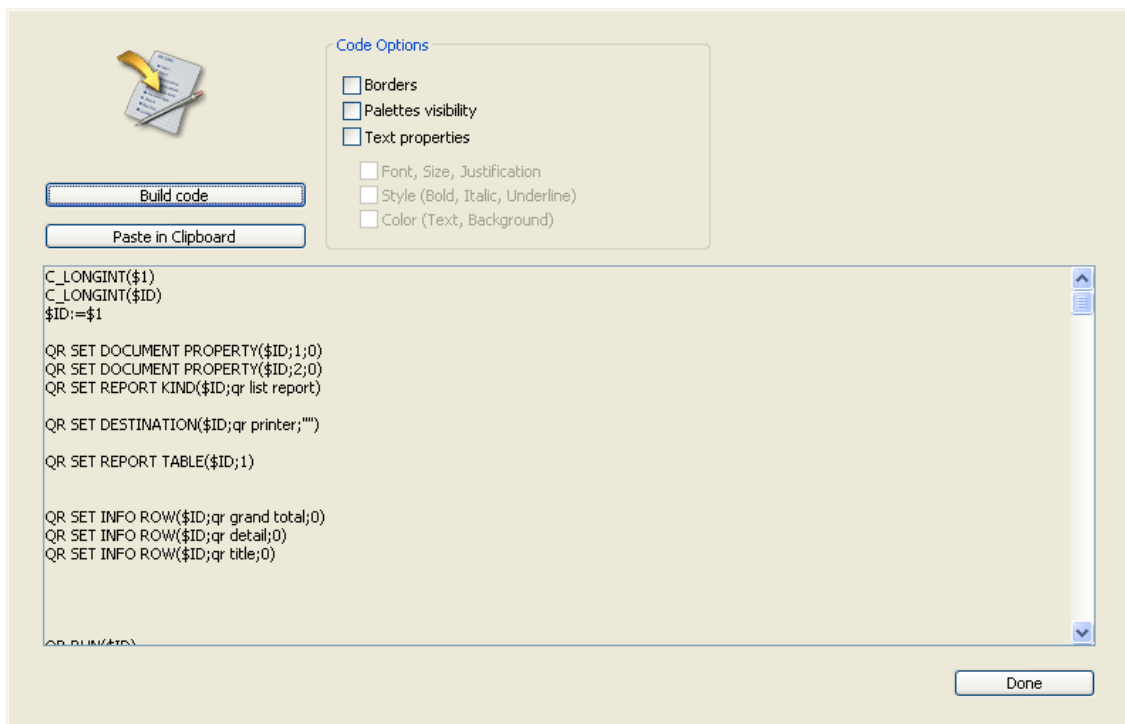 Code Options
Borders
Palettes visibility
Text properties
Font, Size, Justification
Style (Bold, Italic, Underline)
Color (Text, Background)
Build code
Paste in Clipboard
C_LONGINT($1)
C_LONGINT($ID)
$ID:=$1
QR SET DOCUMENT PROPERTY($ID;1;0)
QR SET DOCUMENT PROPERTY($ID;2;0)
QR SET REPORT KIND($ID;qr list report)
QR SET DESTINATION($ID;qr printer;"")
QR SET REPORT TABLE($ID;1)
QR SET INFO ROW($ID;qr grand total;0)
QR SET INFO ROW($ID;qr detail;0)
QR SET INFO ROW($ID;qr title;0)
QR RUN($ID)
Done